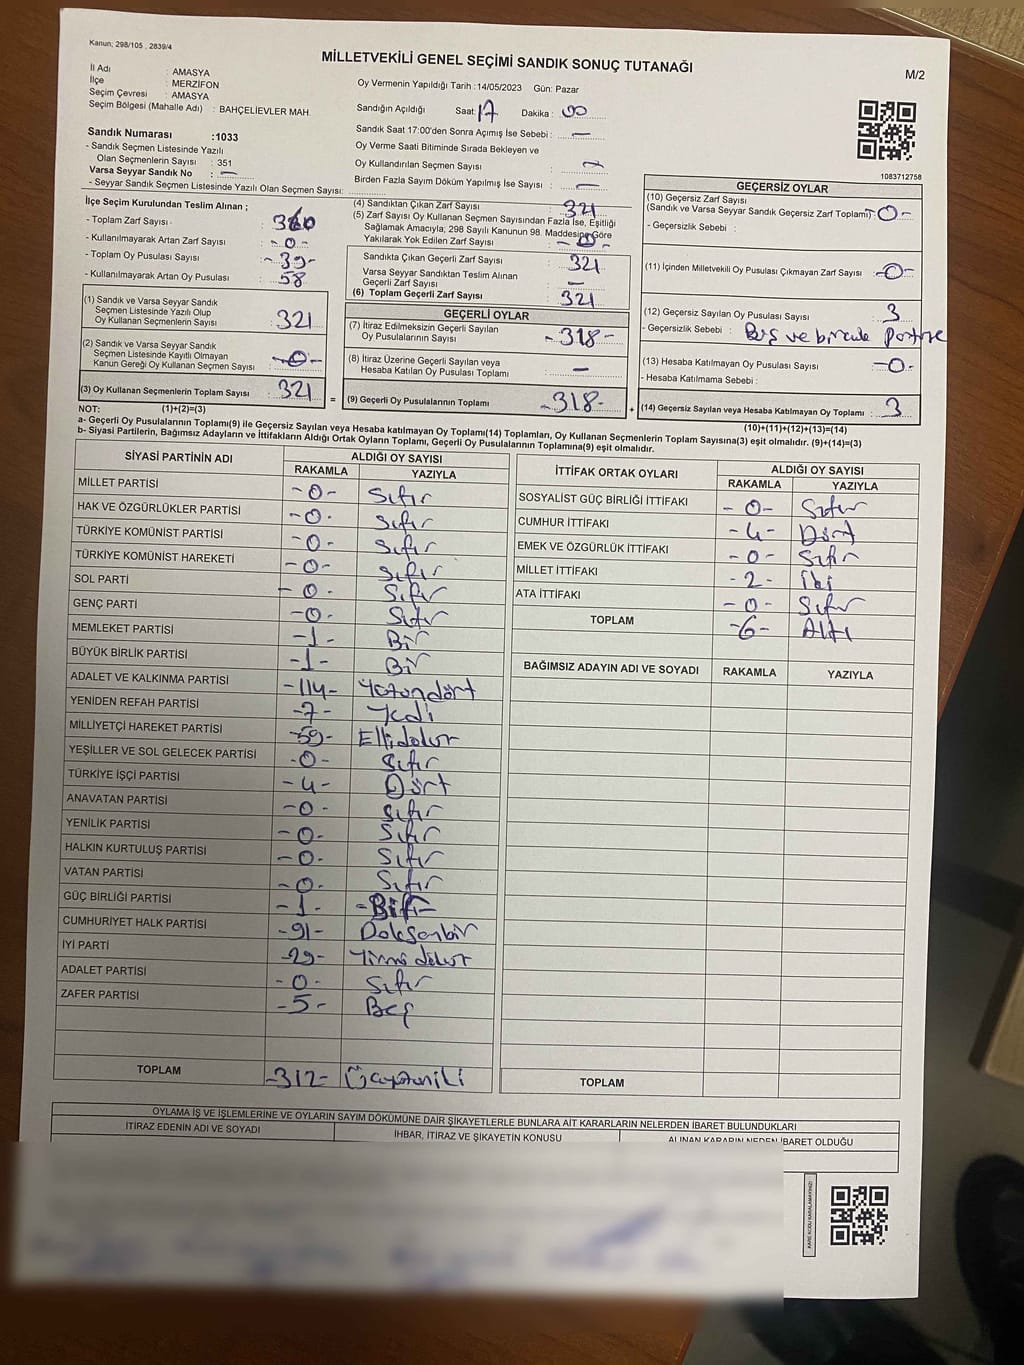 Kanun; 298/105 , 2839/4
MİLLETVEKİLİ GENEL SEÇİMİ SANDIK SONUÇ TUTANAĞI
M/2
İl Adı : AMASYA
İlçe : MERZİFON
Seçim Çevresi : AMASYA
Seçim Bölgesi (Mahalle Adı) : BAHÇELİEVLER MAH.
Sandık Numarası :1033
- Sandık Seçmen Listesinde Yazılı
Olan Seçmenlerin Sayısı : 351
Varsa Seyyar Sandık No : —
- Seyyar Sandık Seçmen Listesinde Yazılı Olan Seçmen Sayısı:
Oy Vermenin Yapıldığı Tarih :14/05/2023 Gün: Pazar
Sandığın Açıldığı Saat: 17 Dakika : 00
Sandık Saat 17:00'den Sonra Açımış İse Sebebi : —
Oy Verme Saati Bitiminde Sırada Bekleyen ve
Oy Kullandırılan Seçmen Sayısı : —
Birden Fazla Sayım Döküm Yapılmış İse Sayısı : —
1083712758
İlçe Seçim Kurulundan Teslim Alınan ;
- Toplam Zarf Sayısı :
- Kullanılmayarak Artan Zarf Sayısı : -0-
- Toplam Oy Pusulası Sayısı :
- Kullanılmayarak Artan Oy Pusulası : 58
(1) Sandık ve Varsa Seyyar Sandık
Seçmen Listesinde Yazılı Olup
Oy Kullanan Seçmenlerin Sayısı : 321
(2) Sandık ve Varsa Seyyar Sandık
Seçmen Listesinde Kayıtlı Olmayan
Kanun Gereği Oy Kullanan Seçmen Sayısı : -0-
(3) Oy Kullanan Seçmenlerin Toplam Sayısı : 321
(4) Sandıktan Çıkan Zarf Sayısı : 321
(5) Zarf Sayısı Oy Kullanan Seçmen Sayısından Fazla İse, Eşitliği
Sağlamak Amacıyla; 298 Sayılı Kanunun 98. Maddesine Göre
Yakılarak Yok Edilen Zarf Sayısı : -0-
Sandıkta Çıkan Geçerli Zarf Sayısı : 321
Varsa Seyyar Sandıktan Teslim Alınan
Geçerli Zarf Sayısı : —
(6) Toplam Geçerli Zarf Sayısı : 321
GEÇERLİ OYLAR
(7) İtiraz Edilmeksizin Geçerli Sayılan
Oy Pusulalarının Sayısı : -318-
(8) İtiraz Üzerine Geçerli Sayılan veya
Hesaba Katılan Oy Pusulası Toplamı : —
= (9) Geçerli Oy Pusulalarının Toplamı : -318-
GEÇERSİZ OYLAR
(10) Geçersiz Zarf Sayısı
(Sandık ve Varsa Seyyar Sandık Geçersiz Zarf Toplamı) : -0-
- Geçersizlik Sebebi :
(11) İçinden Milletvekili Oy Pusulası Çıkmayan Zarf Sayısı : -0-
(12) Geçersiz Sayılan Oy Pusulası Sayısı : 3
- Geçersizlik Sebebi : Boş ve birçok Partiye
(13) Hesaba Katılmayan Oy Pusulası Sayısı : -0-
- Hesaba Katılmama Sebebi :
+ (14) Geçersiz Sayılan veya Hesaba Katılmayan Oy Toplamı : 3
NOT: (1)+(2)=(3)
(10)+(11)+(12)+(13)=(14)
a- Geçerli Oy Pusulalarının Toplamı(9) ile Geçersiz Sayılan veya Hesaba katılmayan Oy Toplamı(14) Toplamları, Oy Kullanan Seçmenlerin Toplam Sayısına(3) eşit olmalıdır. (9)+(14)=(3)
b- Siyasi Partilerin, Bağımsız Adayların ve İttifakların Aldığı Ortak Oyların Toplamı, Geçerli Oy Pusulalarının Toplamına(9) eşit olmalıdır.
SİYASİ PARTİNİN ADI ALDIĞI OY SAYISI
RAKAMLA YAZIYLA
MİLLET PARTİSİ -0- Sıfır
HAK VE ÖZGÜRLÜKLER PARTİSİ -0- Sıfır
TÜRKİYE KOMÜNİST PARTİSİ -0- Sıfır
TÜRKİYE KOMÜNİST HAREKETİ -0- Sıfır
SOL PARTİ -0- Sıfır
GENÇ PARTİ -0- Sıfır
MEMLEKET PARTİSİ -1- Bir
BÜYÜK BİRLİK PARTİSİ -1- Bir
ADALET VE KALKINMA PARTİSİ -114- Yüzondört
YENİDEN REFAH PARTİSİ -7- Yedi
MİLLİYETÇİ HAREKET PARTİSİ -59- Ellidokuz
YEŞİLLER VE SOL GELECEK PARTİSİ -0- Sıfır
TÜRKİYE İŞÇİ PARTİSİ -4- Dört
ANAVATAN PARTİSİ -0- Sıfır
YENİLİK PARTİSİ -0- Sıfır
HALKIN KURTULUŞ PARTİSİ -0- Sıfır
VATAN PARTİSİ -0- Sıfır
GÜÇ BİRLİĞİ PARTİSİ -1- -Bir-
CUMHURİYET HALK PARTİSİ -91- Doksanbir
İYİ PARTİ -29- Yirmidokuz
ADALET PARTİSİ -0- Sıfır
ZAFER PARTİSİ -5- Beş
TOPLAM -312- Üçyüzoniki
İTTİFAK ORTAK OYLARI ALDIĞI OY SAYISI
RAKAMLA YAZIYLA
SOSYALİST GÜÇ BİRLİĞİ İTTİFAKI -0- Sıfır
CUMHUR İTTİFAKI -4- Dört
EMEK VE ÖZGÜRLÜK İTTİFAKI -0- Sıfır
MİLLET İTTİFAKI -2- İki
ATA İTTİFAKI -0- Sıfır
TOPLAM -6- Altı
BAĞIMSIZ ADAYIN ADI VE SOYADI RAKAMLA YAZIYLA
TOPLAM
OYLAMA İŞ VE İŞLEMLERİNE VE OYLARIN SAYIM DÖKÜMÜNE DAİR ŞİKAYETLERLE BUNLARA AİT KARARLARIN NELERDEN İBARET BULUNDUKLARI
İTİRAZ EDENİN ADI VE SOYADI İHBAR, İTİRAZ VE ŞİKAYETİN KONUSU ALINAN KARARIN NEDEN İBARET OLDUĞU
KARE KODU KARALAMAYINIZ!